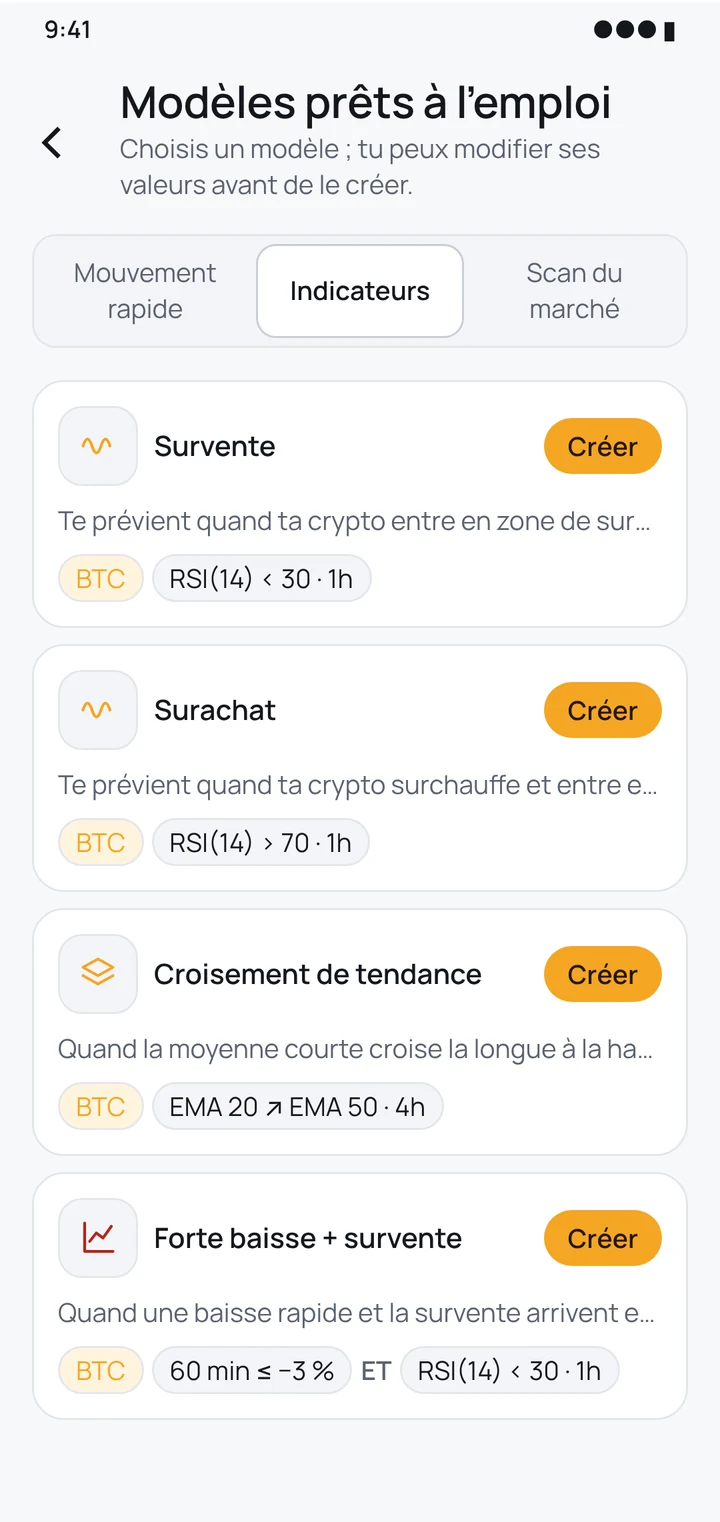 9:41
Modèles prêts à l’emploi
Choisis un modèle ; tu peux modifier ses
valeurs avant de le créer.
Mouvement
rapide
Indicateurs
Scan du
marché
Survente
Créer
Te prévient quand ta crypto entre en zone de sur…
BTC
RSI(14) < 30 · 1h
Surachat
Créer
Te prévient quand ta crypto surchauffe et entre e…
BTC
RSI(14) > 70 · 1h
Croisement de tendance
Créer
Quand la moyenne courte croise la longue à la ha…
BTC
EMA 20 ↗ EMA 50 · 4h
Forte baisse + survente
Créer
Quand une baisse rapide et la survente arrivent e…
BTC
60 min ≤ −3 %
ET
RSI(14) < 30 · 1h